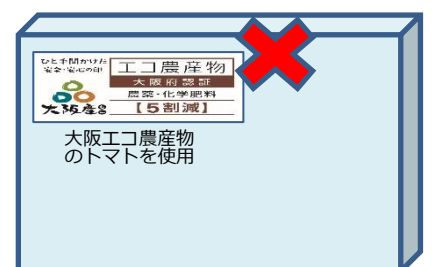 ひと手間かけた
安全・安心の印
エコ農産物
大阪府認証
農薬・化学肥料
【5割減】
大阪産
大阪エコ農産物
のトマトを使用